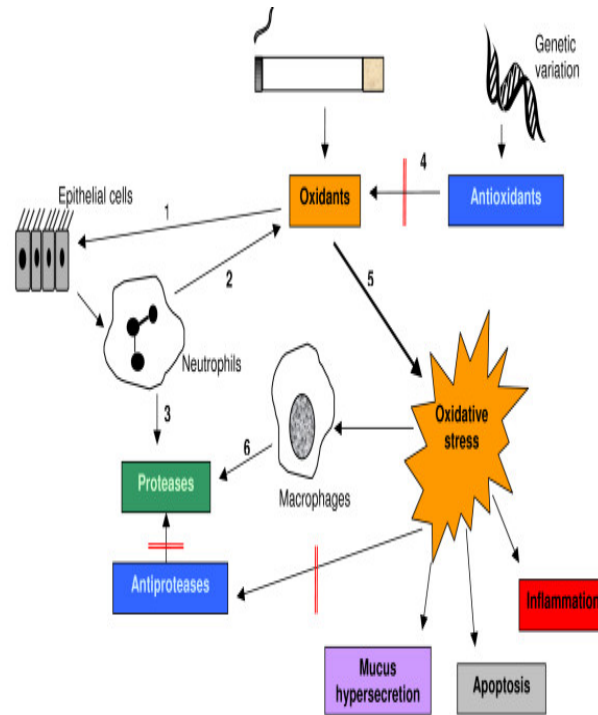 Genetic
variation
4
Oxidants
Antioxidants
Epithelial cells
1
2
5
Neutrophils
3
Oxidative
stress
6
Proteases
Macrophages
Antiproteases
Inflammation
Mucus
hypersecretion
Apoptosis